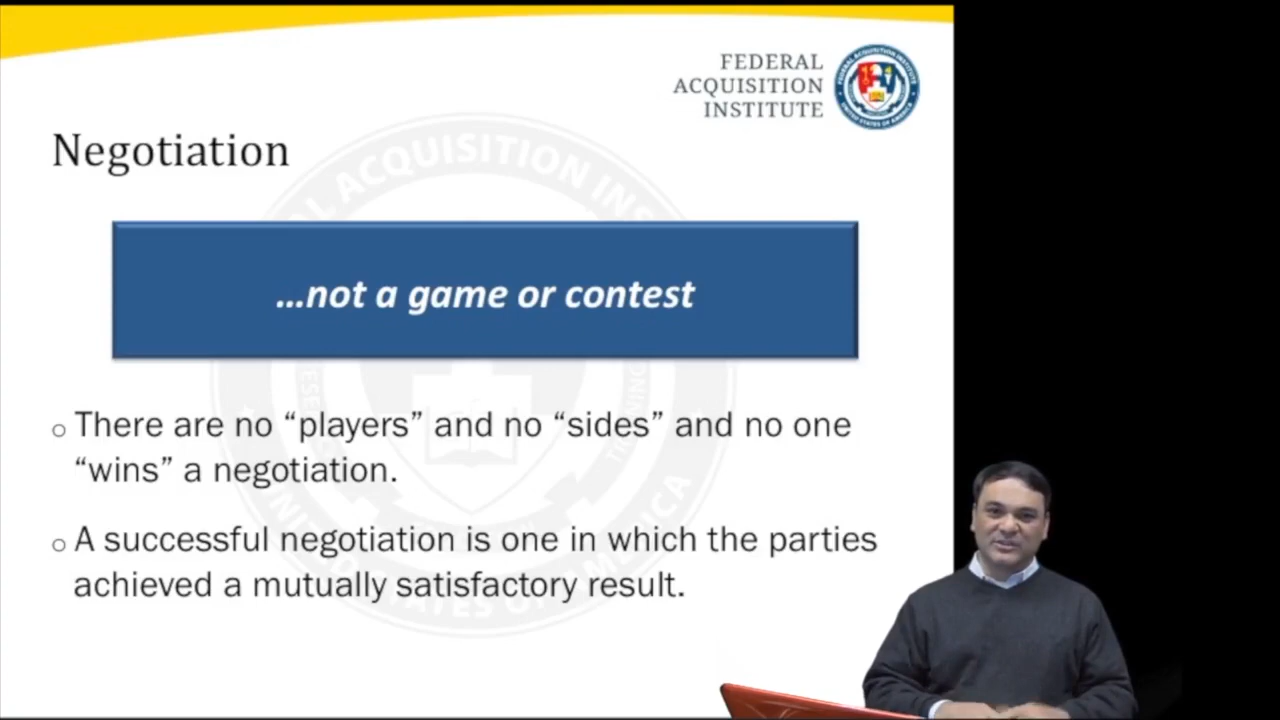 FEDERAL
ACQUISITION
INSTITUTE
Negotiation
...not a game or contest
There are no “players” and no “sides” and no one
“wins” a negotiation.
A successful negotiation is one in which the parties
achieved a mutually satisfactory result.